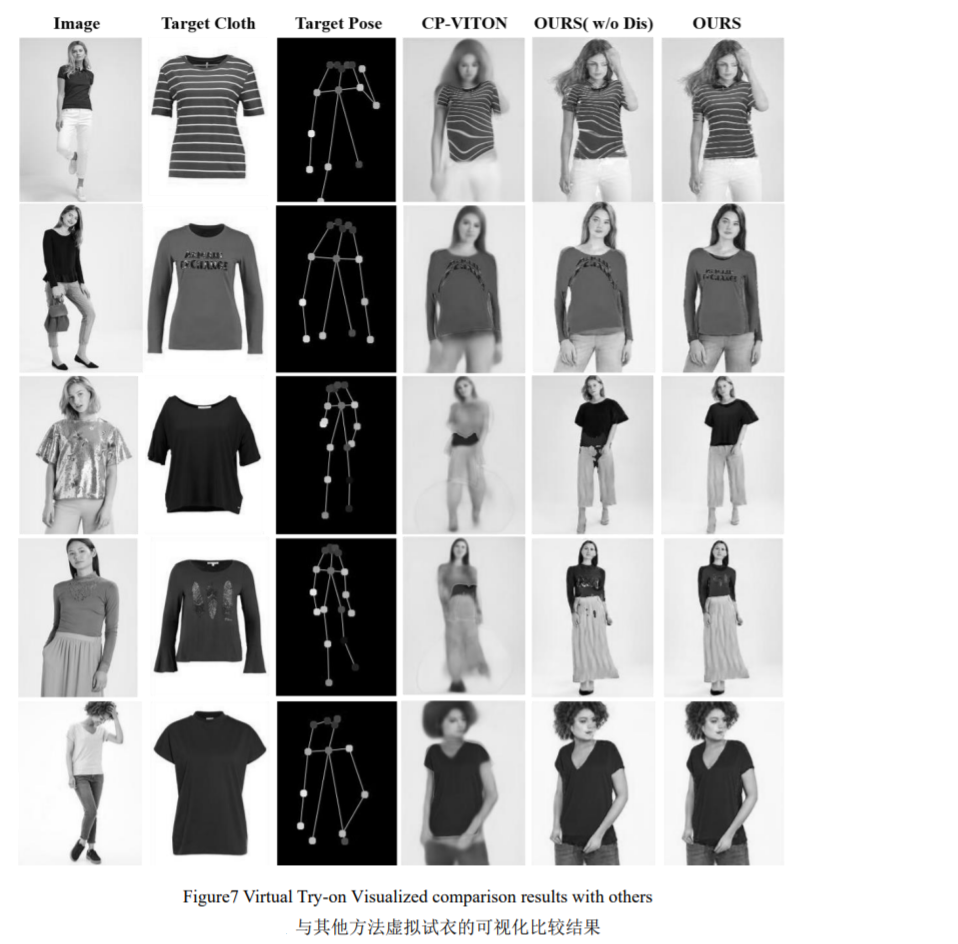 Image Target Cloth Target Pose CP-VITON OURS( w/o Dis) OURS
Figure7 Virtual Try-on Visualized comparison results with others
与其他方法虚拟试衣的可视化比较结果